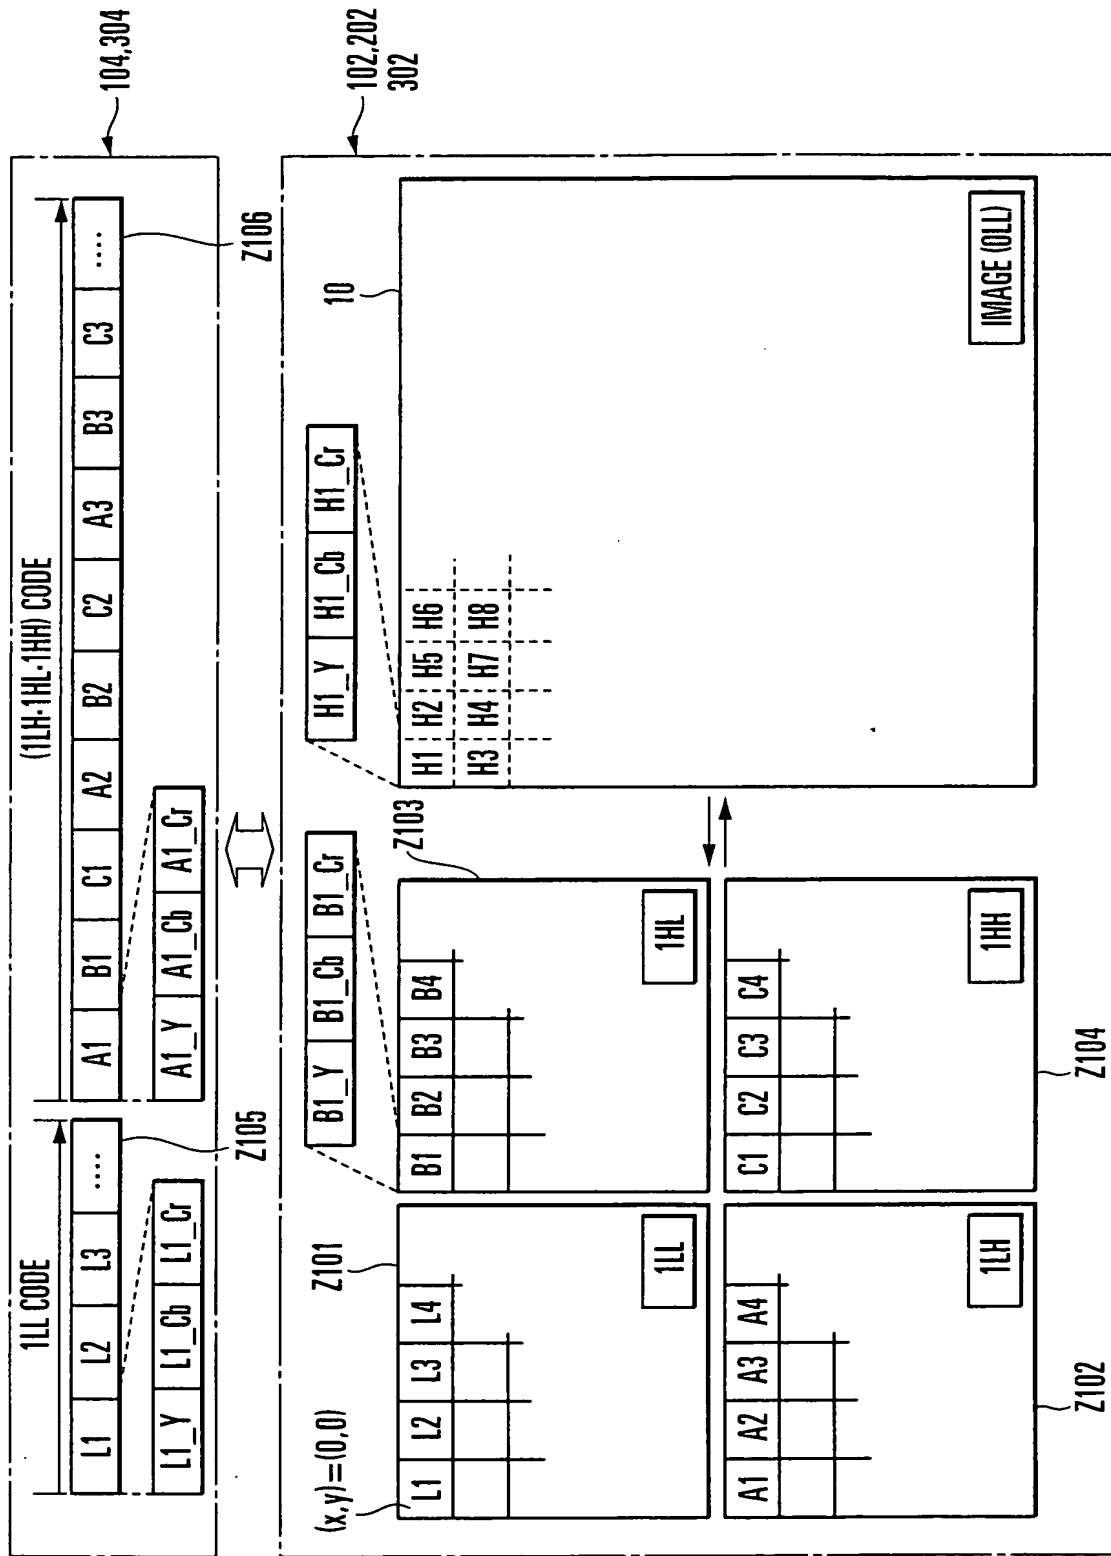 1LL CODE
(1LH·1HL·1HH) CODE
104,304
L1 L2 L3 ....
A1 B1 C1 A2 B2 C2 A3 B3 C3 ....
L1_Y L1_Cb L1_Cr
Z105
A1_Y A1_Cb A1_Cr
Z106
102,202
302
B1_Y B1_Cb B1_Cr
H1_Y H1_Cb H1_Cr
(x,y)=(0,0)
Z101
Z103
10
L1 L2 L3 L4
1LL
B1 B2 B3 B4
1HL
H1 H2 H5 H6
H3 H4 H7 H8
A1 A2 A3 A4
1LH
C1 C2 C3 C4
1HH
IMAGE (0LL)
Z102
Z104